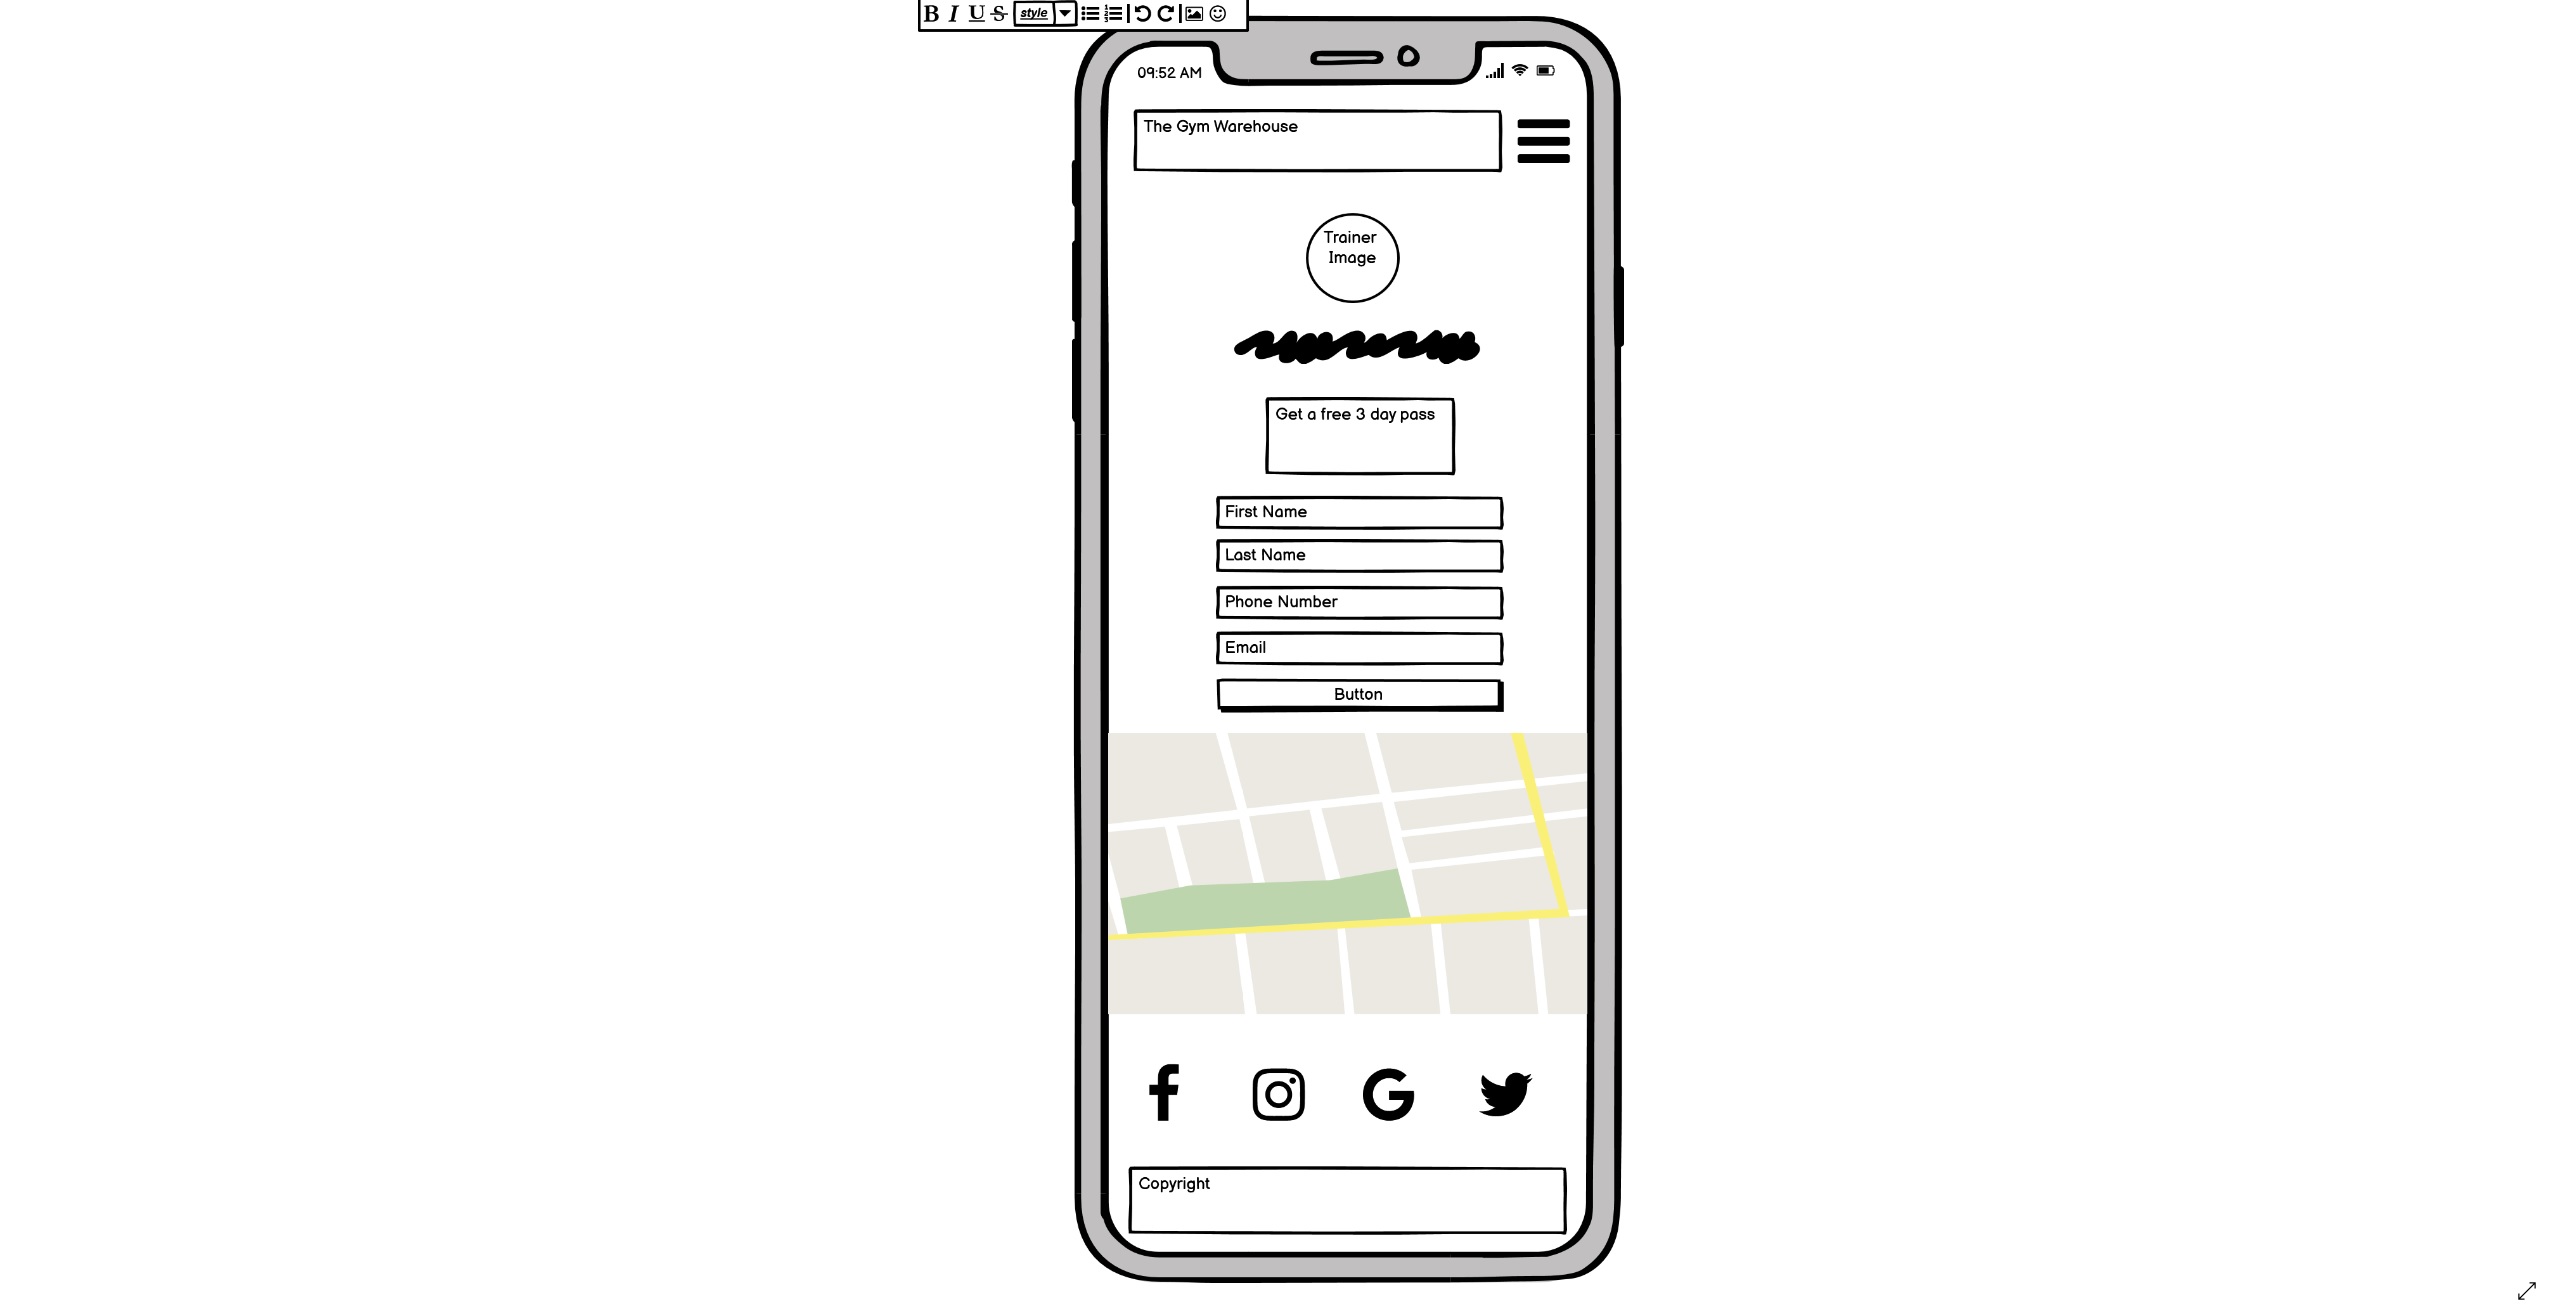 B I U S style
09:52 AM
The Gym Warehouse
Trainer
Image
Get a free 3 day pass
First Name
Last Name
Phone Number
Email
Button
Copyright